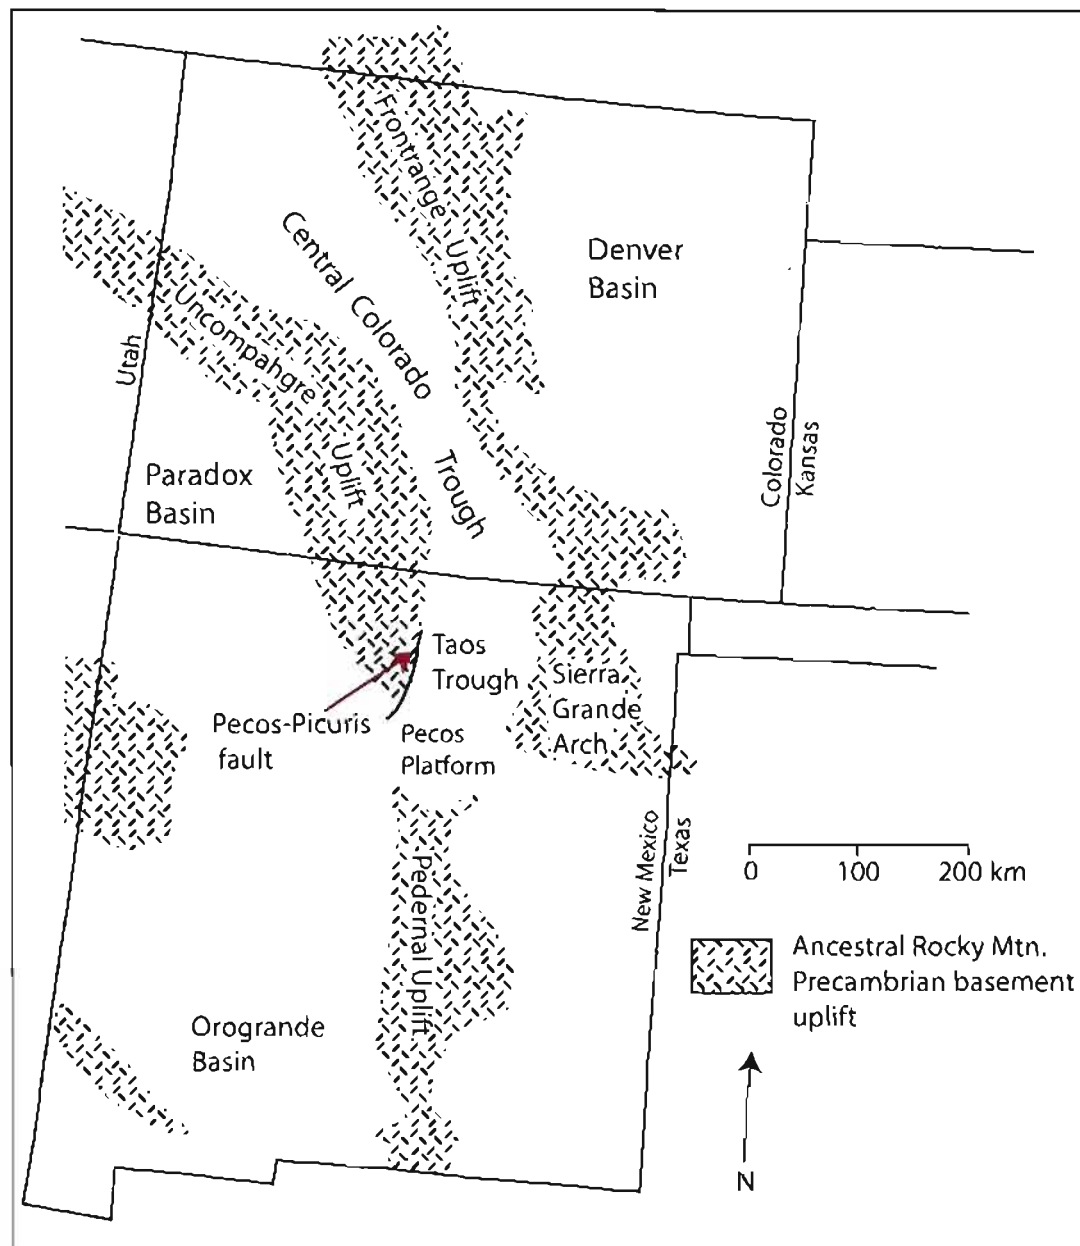 Frontrange
Uplift
Denver
Basin
Central Colorado
Trough
Uncompahgre
Uplift
Utah
Paradox
Basin
Colorado
Kansas
Taos
Trough
Sierra
Grande
Arch
Pecos-Picuris
fault
Pecos
Platform
New Mexico
Texas
0 100 200 km
Pedernal Uplift
Ancestral Rocky Mtn.
Precambrian basement
uplift
Orogrande
Basin
N